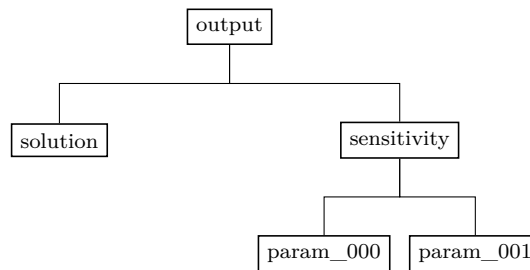 output
solution
sensitivity
param_000
param_001